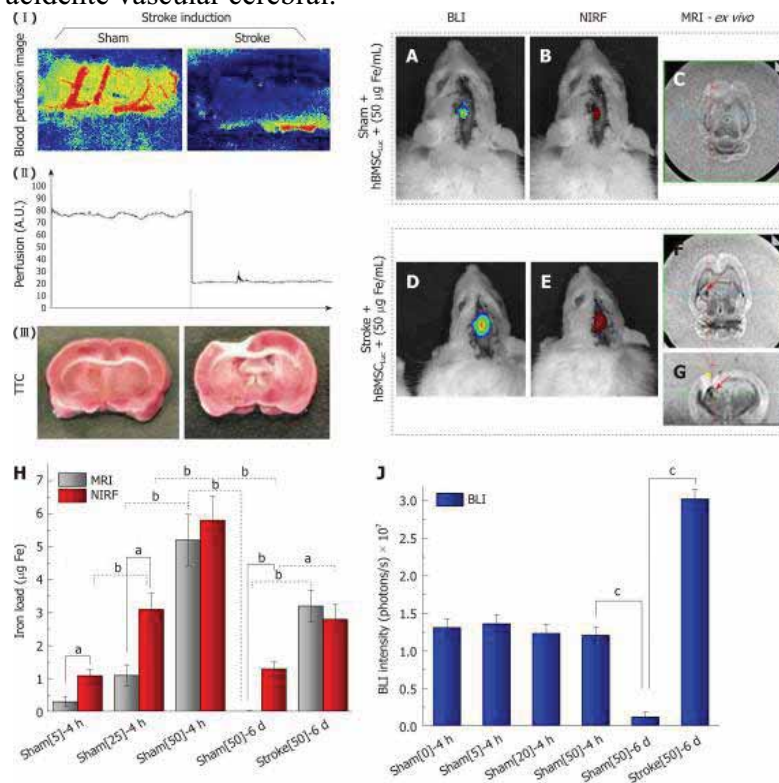 acidente vascular cerebral.
(I)
Stroke induction
Sham
Stroke
Blood perfusion image
(II)
Perfusion (A.U.)
100
90
80
70
60
50
40
30
20
10
0
(III)
TTC
BLI
NIRF
MRI - ex vivo
A
B
C
Sham +
hBMSC Luc + (50 µg Fe/mL)
D
E
F
G
Stroke +
hBMSC Luc + (50 µg Fe/mL)
H
MRI
NIRF
Iron load (µg Fe)
7
6
5
4
3
2
1
0
a
b
a
b
b
b
b
b
a
b
Sham[5]-4 h
Sham[25]-4 h
Sham[50]-4 h
Sham[50]-6 d
Stroke[50]-6 d
J
BLI
BLI intensity (photons/s) × 10⁷
3.0
2.5
2.0
1.5
1.0
0.5
0.0
c
c
Sham[0]-4 h
Sham[5]-4 h
Sham[20]-4 h
Sham[50]-4 h
Sham[50]-6 d
Stroke[50]-6 d